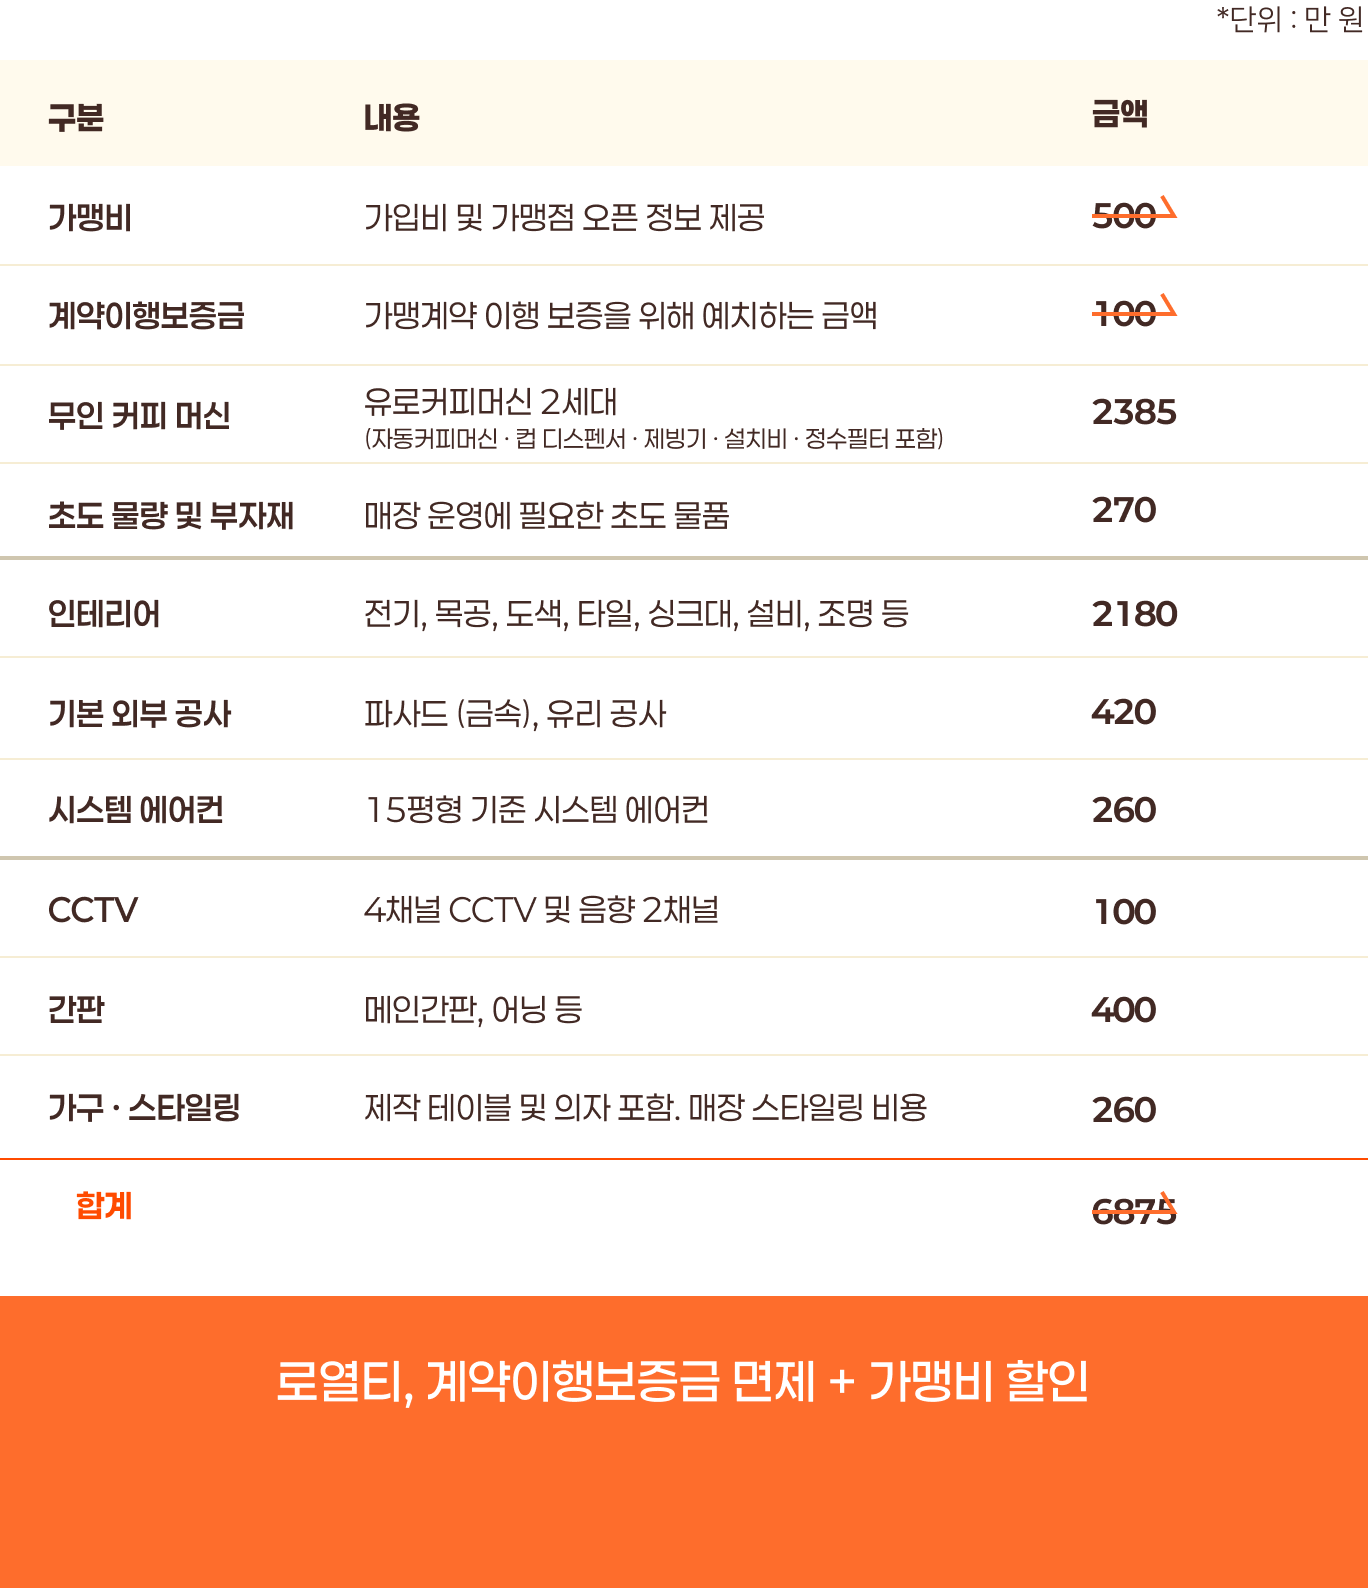 *단위 : 만 원
구분 내용 금액
가맹비 가입비 및 가맹점 오픈 정보 제공 500
계약이행보증금 가맹계약 이행 보증을 위해 예치하는 금액 100
무인 커피 머신 유로커피머신 2세대 2385
(자동커피머신 · 컵 디스펜서 · 제빙기 · 설치비 · 정수필터 포함)
초도 물량 및 부자재 매장 운영에 필요한 초도 물품 270
인테리어 전기, 목공, 도색, 타일, 싱크대, 설비, 조명 등 2180
기본 외부 공사 파사드 (금속), 유리 공사 420
시스템 에어컨 15평형 기준 시스템 에어컨 260
CCTV 4채널 CCTV 및 음향 2채널 100
간판 메인간판, 어닝 등 400
가구 · 스타일링 제작 테이블 및 의자 포함. 매장 스타일링 비용 260
합계 6875
로열티, 계약이행보증금 면제 + 가맹비 할인